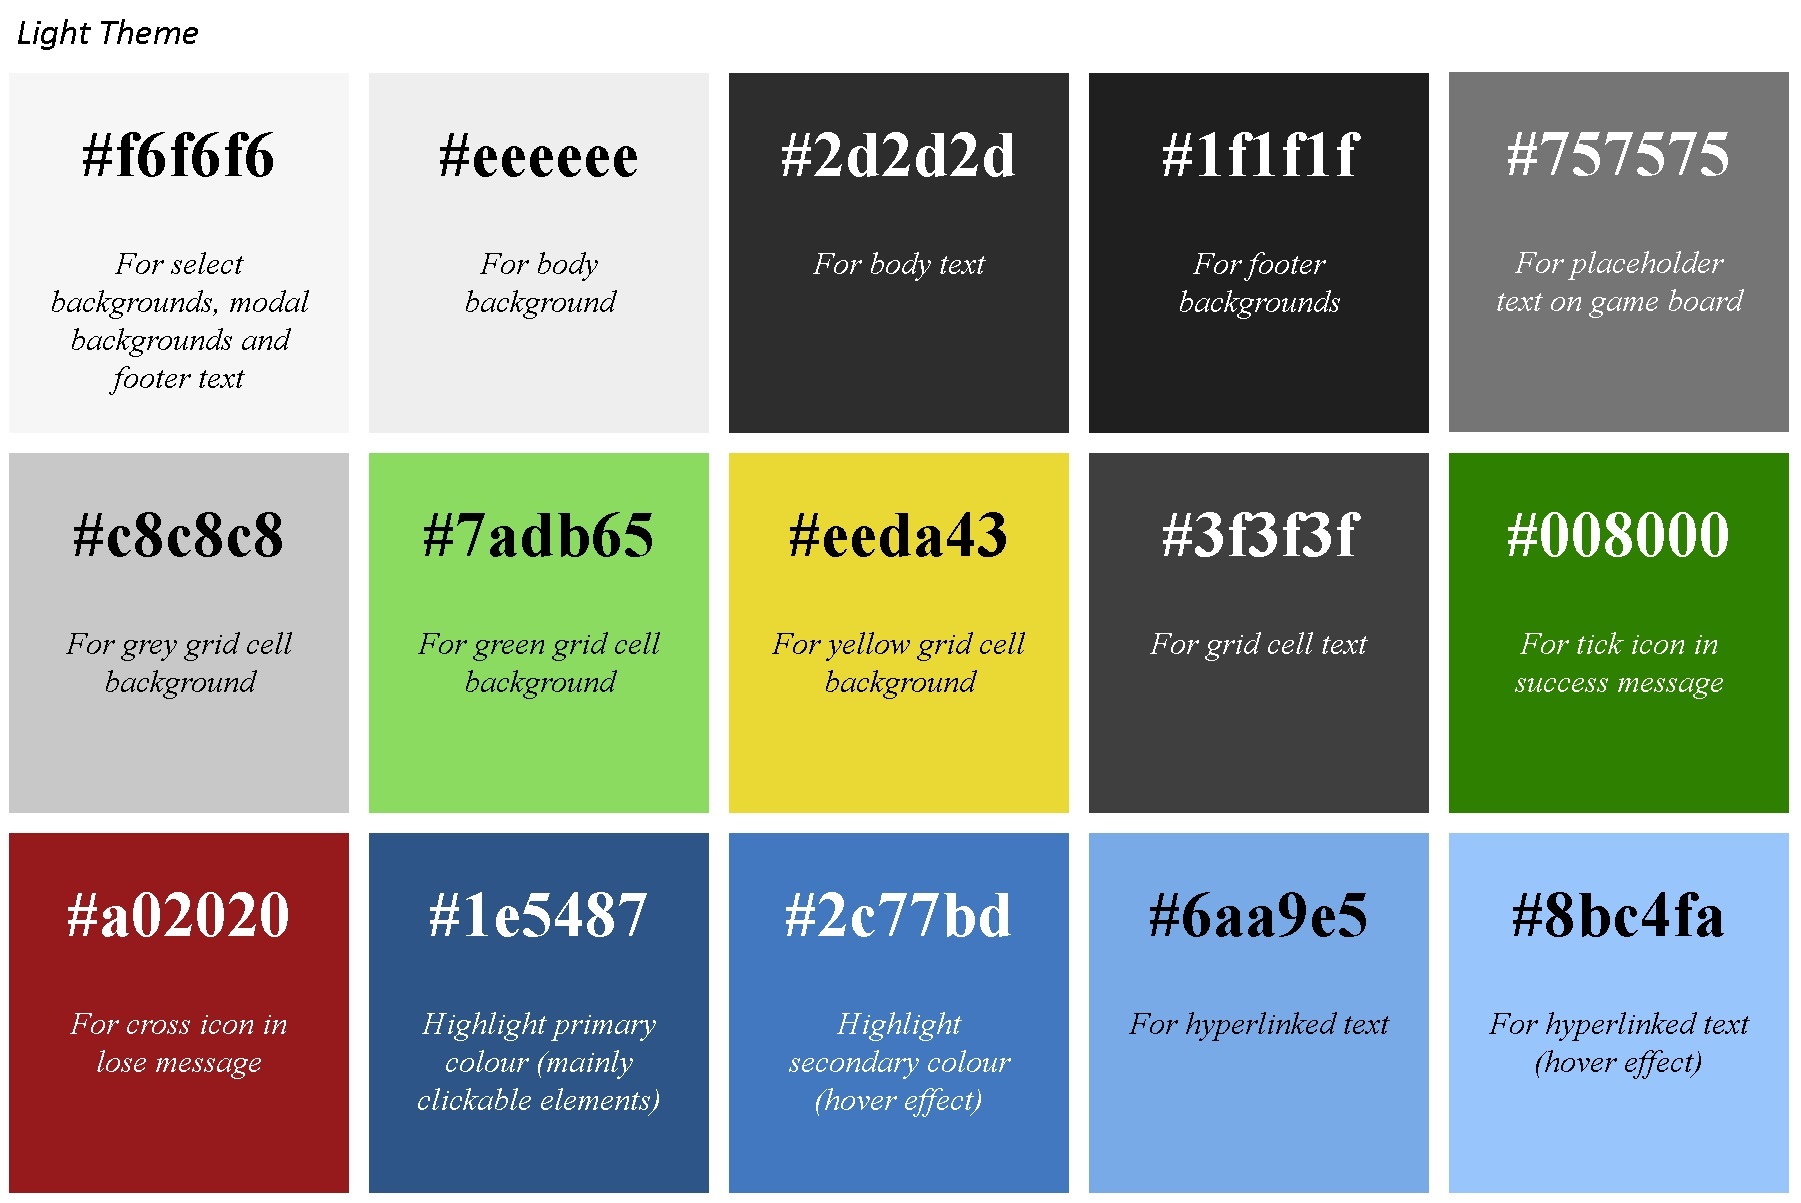 Light Theme
#f6f6f6
For select
backgrounds, modal
backgrounds and
footer text
#eeeeee
For body
background
#2d2d2d
For body text
#1f1f1f
For footer
backgrounds
#757575
For placeholder
text on game board
#c8c8c8
For grey grid cell
background
#7adb65
For green grid cell
background
#eeda43
For yellow grid cell
background
#3f3f3f
For grid cell text
#008000
For tick icon in
success message
#a02020
For cross icon in
lose message
#1e5487
Highlight primary
colour (mainly
clickable elements)
#2c77bd
Highlight
secondary colour
(hover effect)
#6aa9e5
For hyperlinked text
#8bc4fa
For hyperlinked text
(hover effect)